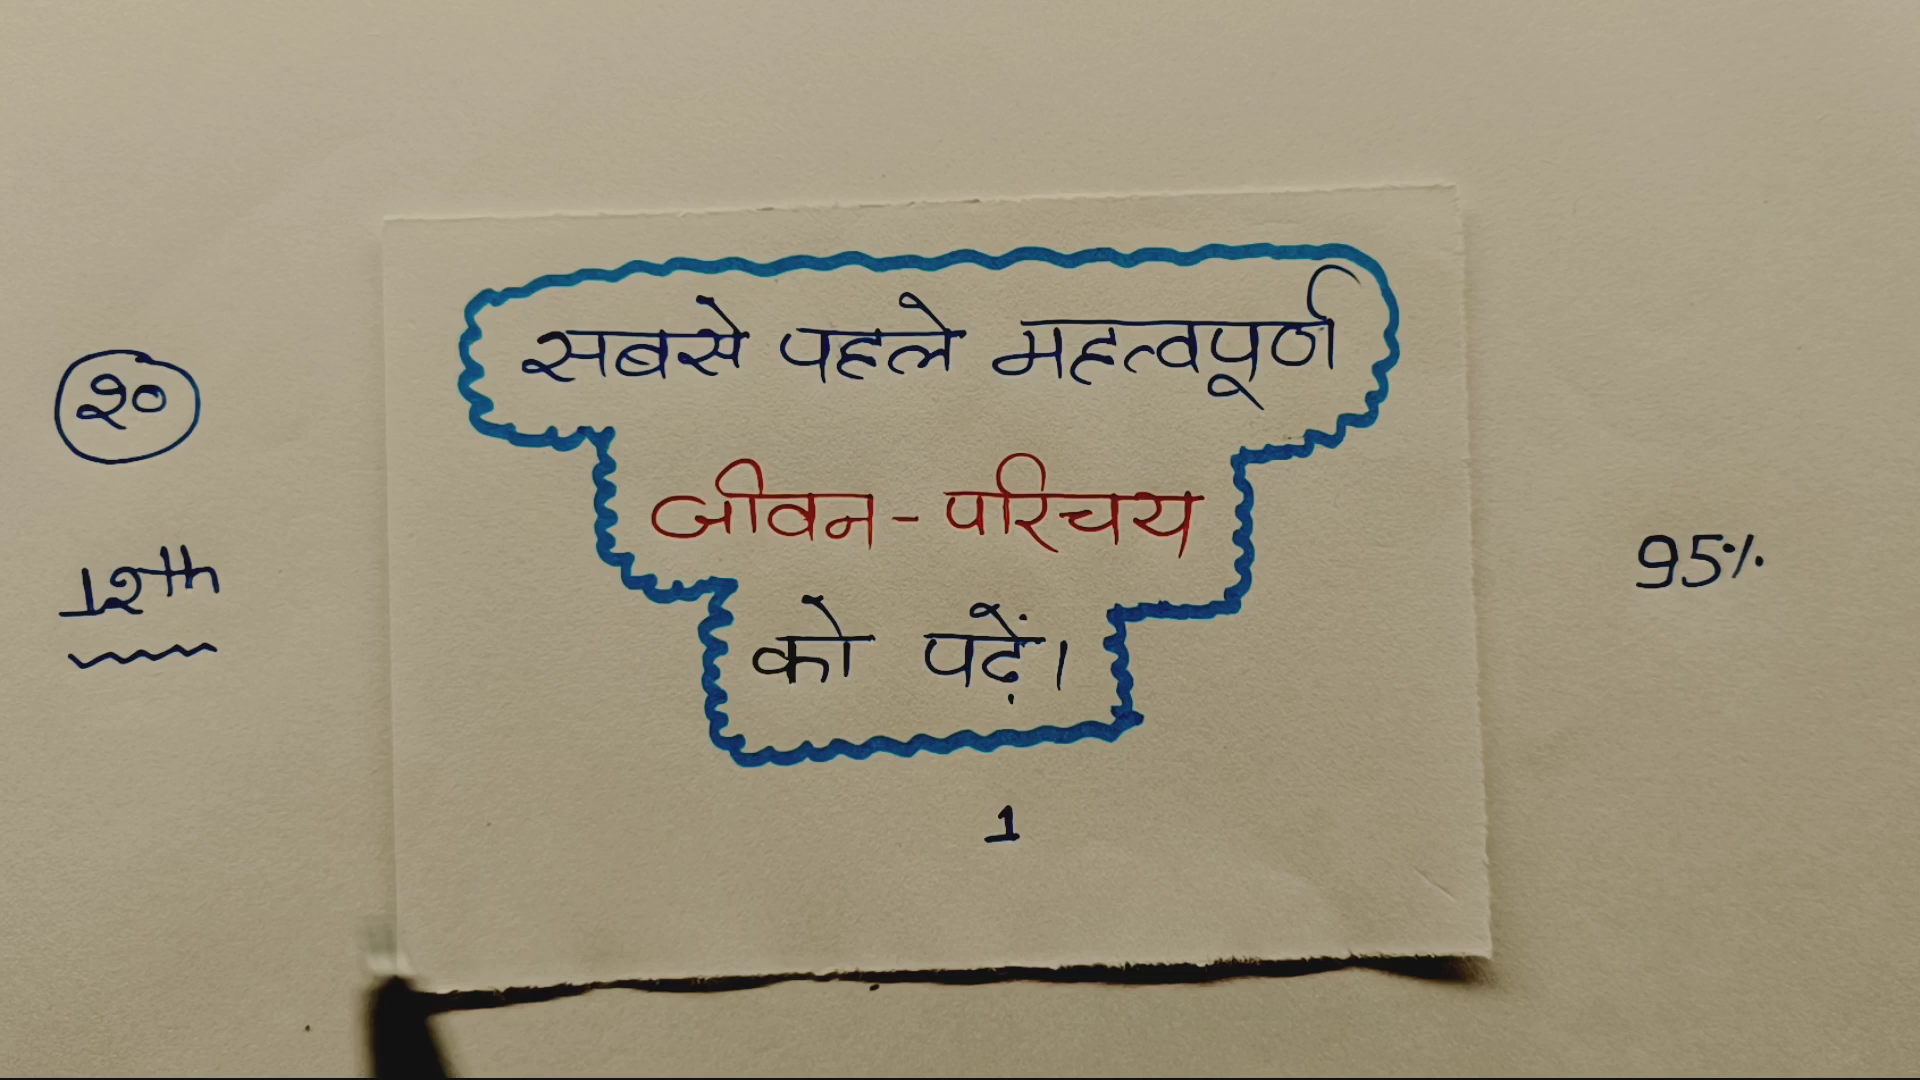 सबसे पहले महत्वपूर्ण
जीवन-परिचय
को पढ़ें।
1
२०
12th
95%